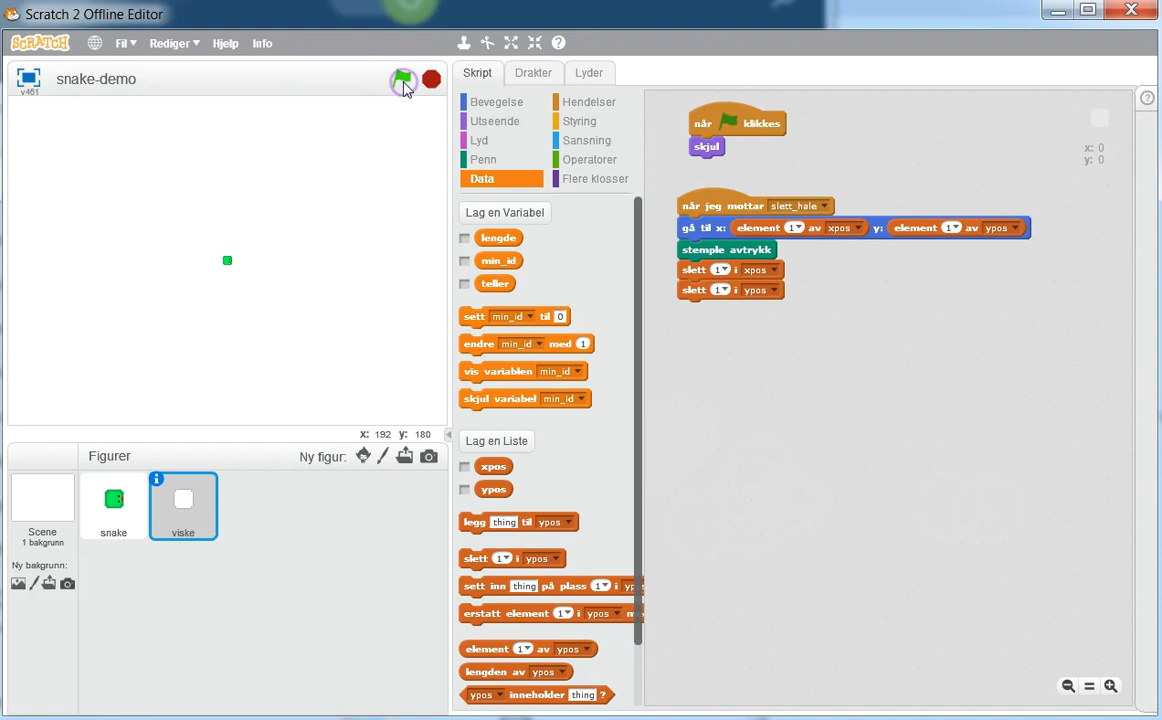 Scratch 2 Offline Editor
SCRATCH Fil Rediger Hjelp Info
v461 snake-demo
Skript Drakter Lyder
Bevegelse Hendelser
Utseende Styring
Lyd Sansning
Penn Operatorer
Data Flere klosser
Lag en Variabel
lengde
min_id
teller
sett min_id til 0
endre min_id med 1
vis variablen min_id
skjul variabel min_id
Lag en Liste
xpos
ypos
legg thing til ypos
slett 1 i ypos
sett inn thing på plass 1 i
erstatt element 1 i ypos
element 1 av ypos
lengden av ypos
ypos inneholder thing ?
når klikkes
skjul
når jeg mottar slett_hale
gå til x: element 1 av xpos y: element 1 av ypos
stemple avtrykk
slett 1 i xpos
slett 1 i ypos
x: 0
y: 0
x: 192 y: 180
Figurer Ny figur:
Scene
1 bakgrunn
Ny bakgrunn:
snake
viske